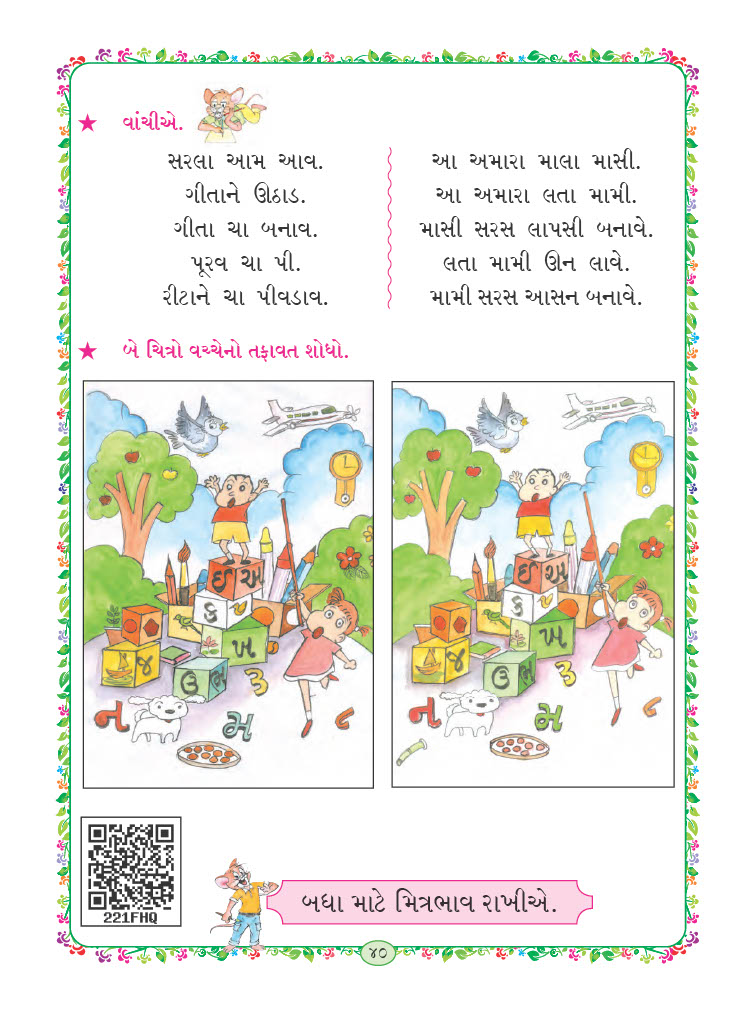 ★ વાંચીએ.
સરલા આમ આવ.
ગીતાને ઊઠાડ.
ગીતા ચા બનાવ.
પૂરવ ચા પી.
રીટાને ચા પીવડાવ.
આ અમારા માલા માસી.
આ અમારા લતા મામી.
માસી સરસ લાપસી બનાવે.
લતા મામી ઊન લાવે.
મામી સરસ આસન બનાવે.
★ બે ચિત્રો વચ્ચેનો તફાવત શોધો.
ઈ અ
ક
ખ
જ
ઉ ભ
૩
ન
મ
૮
ઈ અ
ક
ખ
જ
ઉ ભ
૩
ન
મ
૮
221FHQ
બધા માટે મિત્રભાવ રાખીએ.
૪૦